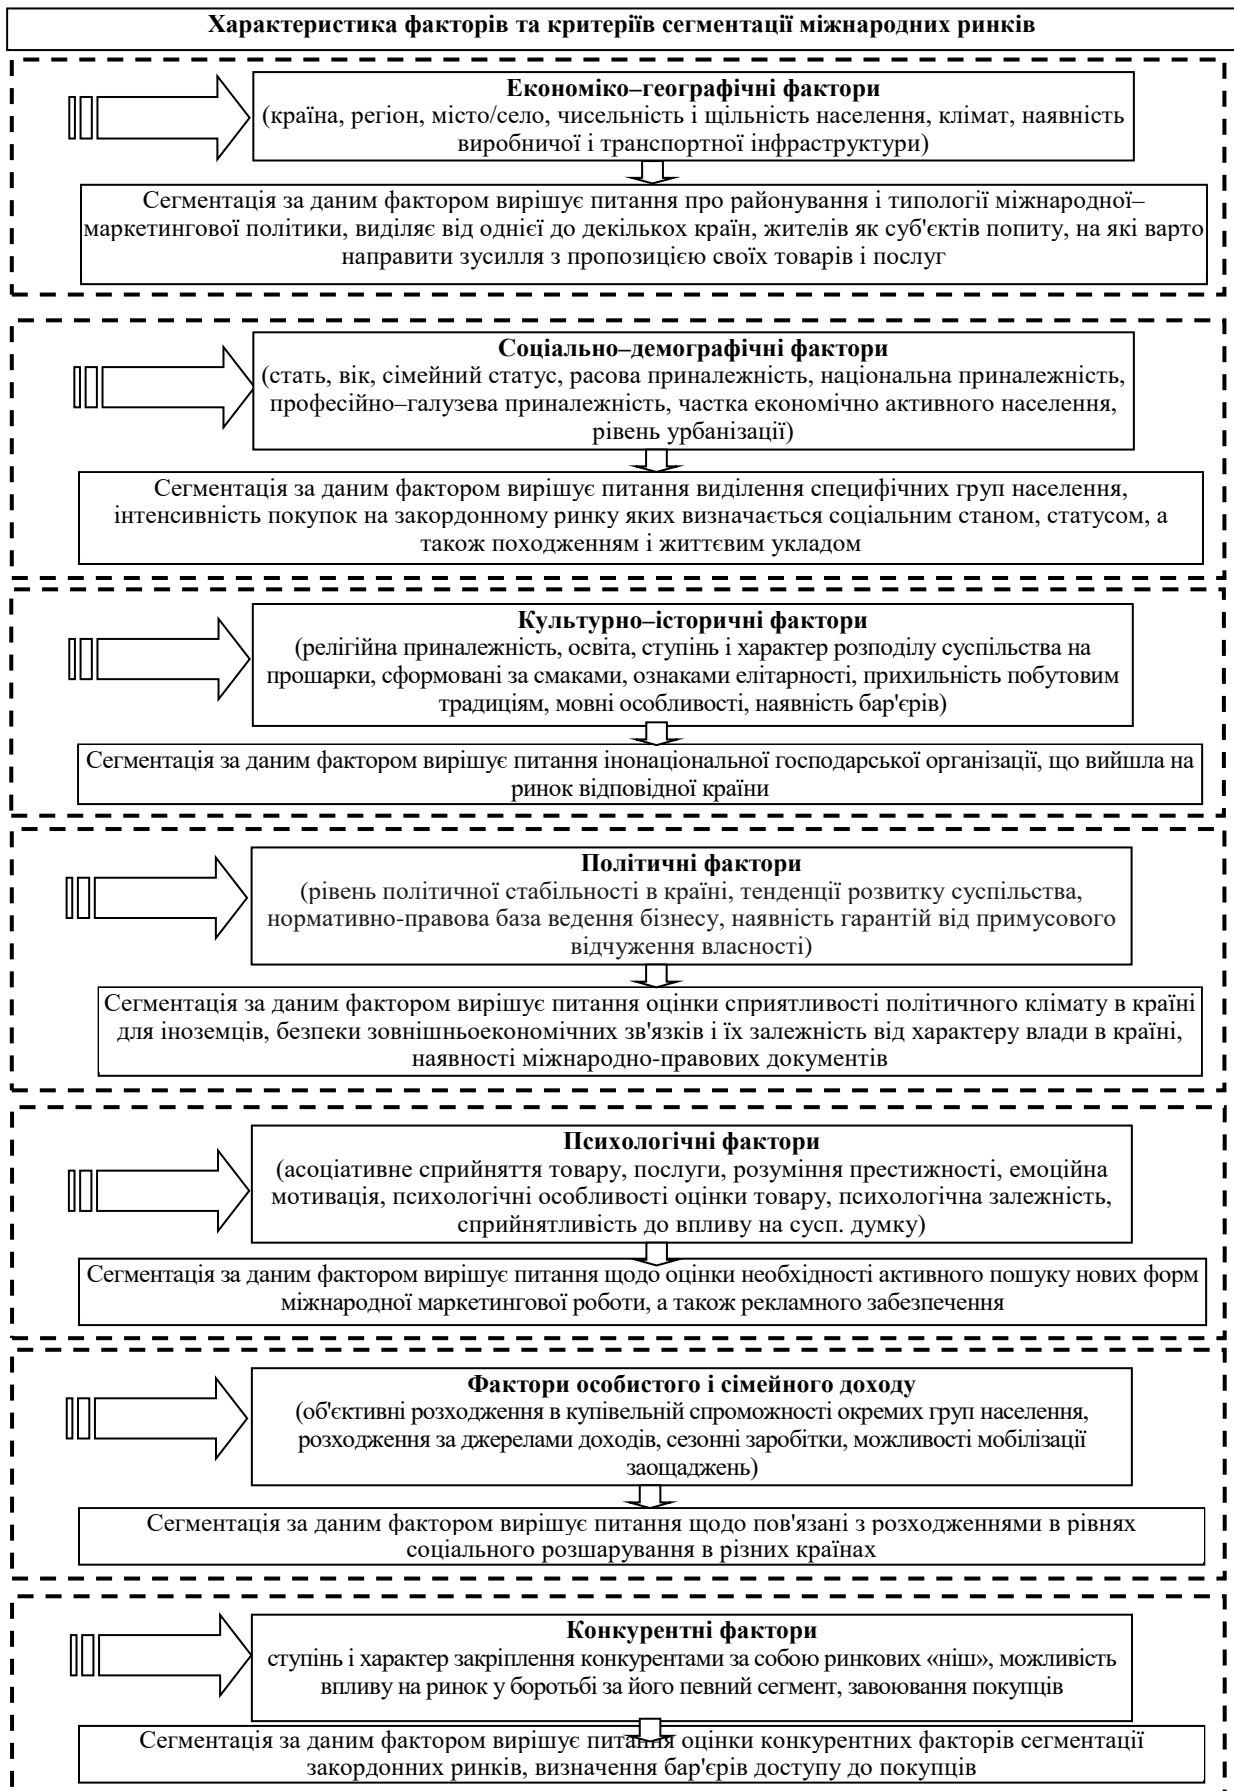 Характеристика факторів та критеріїв сегментації міжнародних ринків
Економіко–географічні фактори
(країна, регіон, місто/село, чисельність і щільність населення, клімат, наявність
виробничої і транспортної інфраструктури)
Сегментація за даним фактором вирішує питання про районування і типології міжнародної–
маркетингової політики, виділяє від однієї до декількох країн, жителів як суб'єктів попиту, на які варто
направити зусилля з пропозицією своїх товарів і послуг
Соціально–демографічні фактори
(стать, вік, сімейний статус, расова приналежність, національна приналежність,
професійно–галузева приналежність, частка економічно активного населення,
рівень урбанізації)
Сегментація за даним фактором вирішує питання виділення специфічних груп населення,
інтенсивність покупок на закордонному ринку яких визначається соціальним станом, статусом, а
також походженням і життєвим укладом
Культурно–історичні фактори
(релігійна приналежність, освіта, ступінь і характер розподілу суспільства на
прошарки, сформовані за смаками, ознаками елітарності, прихильність побутовим
традиціям, мовні особливості, наявність бар'єрів)
Сегментація за даним фактором вирішує питання інонаціональної господарської організації, що вийшла на
ринок відповідної країни
Політичні фактори
(рівень політичної стабільності в країні, тенденції розвитку суспільства,
нормативно-правова база ведення бізнесу, наявність гарантій від примусового
відчуження власності)
Сегментація за даним фактором вирішує питання оцінки сприятливості політичного клімату в країні
для іноземців, безпеки зовнішньоекономічних зв'язків і їх залежність від характеру влади в країні,
наявності міжнародно-правових документів
Психологічні фактори
(асоціативне сприйняття товару, послуги, розуміння престижності, емоційна
мотивація, психологічні особливості оцінки товару, психологічна залежність,
сприйнятливість до впливу на сусп. думку)
Сегментація за даним фактором вирішує питання щодо оцінки необхідності активного пошуку нових форм
міжнародної маркетингової роботи, а також рекламного забезпечення
Фактори особистого і сімейного доходу
(об'єктивні розходження в купівельній спроможності окремих груп населення,
розходження за джерелами доходів, сезонні заробітки, можливості мобілізації
заощаджень)
Сегментація за даним фактором вирішує питання щодо пов'язані з розходженнями в рівнях
соціального розшарування в різних країнах
Конкурентні фактори
ступінь і характер закріплення конкурентами за собою ринкових «ніш», можливість
впливу на ринок у боротьбі за його певний сегмент, завоювання покупців
Сегментація за даним фактором вирішує питання оцінки конкурентних факторів сегментації
закордонних ринків, визначення бар'єрів доступу до покупців